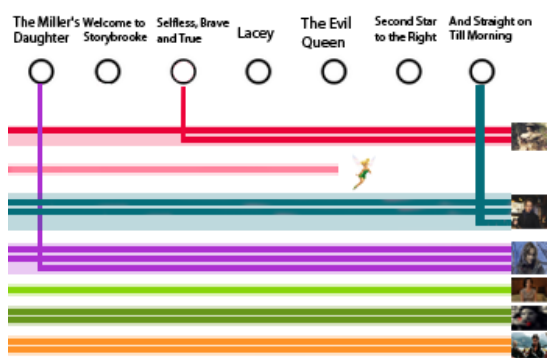 The Miller's
Daughter
Welcome to
Storybrooke
Selfless, Brave
and True
Lacey
The Evil
Queen
Second Star
to the Right
And Straight on
Till Morning